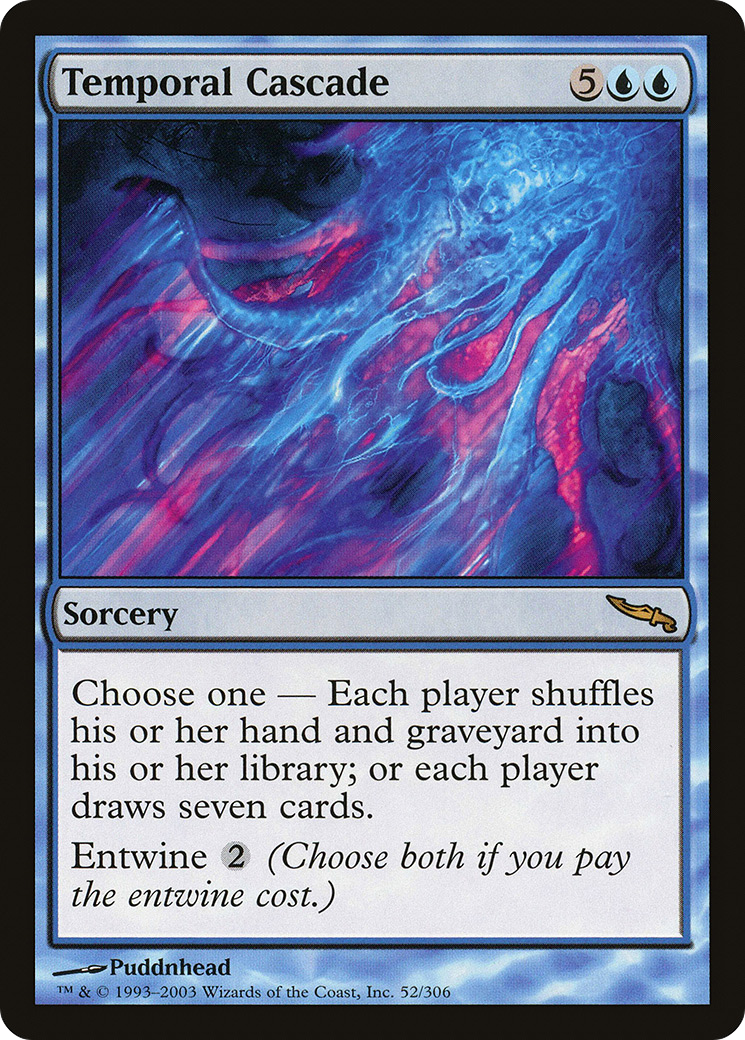 Temporal Cascade 5
Sorcery
Choose one — Each player shuffles
his or her hand and graveyard into
his or her library; or each player
draws seven cards.
Entwine 2 (Choose both if you pay
the entwine cost.)
Puddnhead
™ & © 1993–2003 Wizards of the Coast, Inc. 52/306